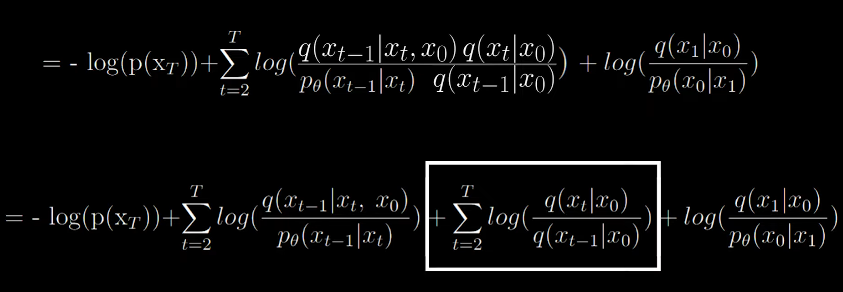 = - log(p(x_T))+\sum_{t=2}^{T} log(\frac{q(x_{t-1}|x_t, x_0) q(x_t|x_0)}{p_θ(x_{t-1}|x_t) q(x_{t-1}|x_0)}) + log(\frac{q(x_1|x_0)}{p_θ(x_0|x_1)})
= - log(p(x_T))+\sum_{t=2}^{T} log(\frac{q(x_{t-1}|x_t, x_0)}{p_θ(x_{t-1}|x_t)}) + \sum_{t=2}^{T} log(\frac{q(x_t|x_0)}{q(x_{t-1}|x_0)}) + log(\frac{q(x_1|x_0)}{p_θ(x_0|x_1)})